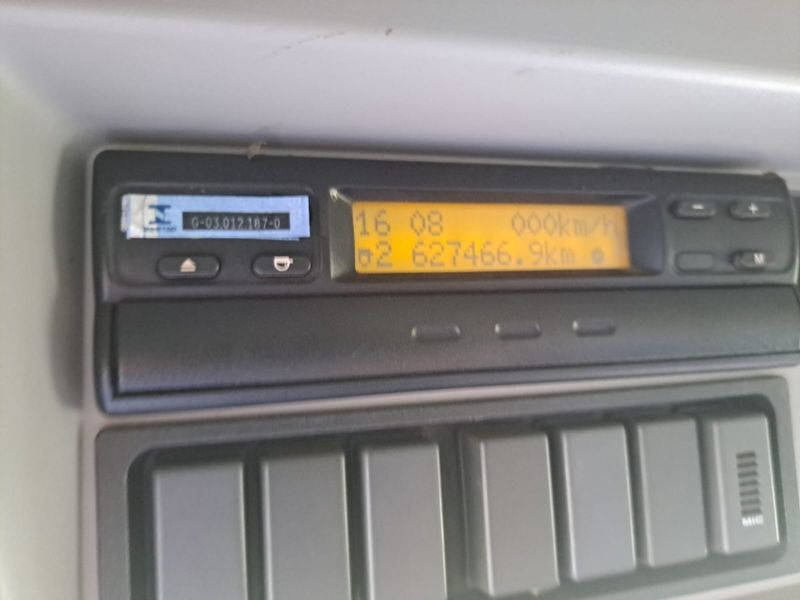 G-03.012.187-0
16 08 000km/h
2 627466.9km
- +
M
MIC